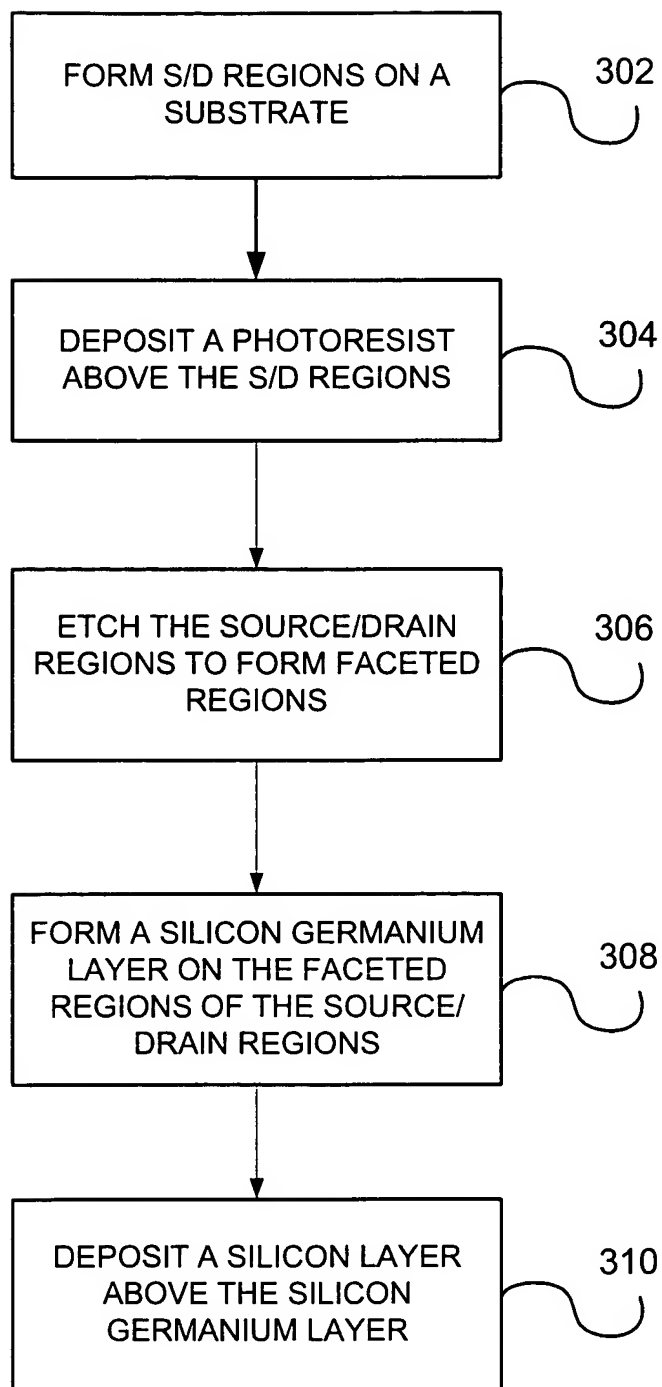 FORM S/D REGIONS ON A
SUBSTRATE
302
DEPOSIT A PHOTORESIST
ABOVE THE S/D REGIONS
304
ETCH THE SOURCE/DRAIN
REGIONS TO FORM FACETED
REGIONS
306
FORM A SILICON GERMANIUM
LAYER ON THE FACETED
REGIONS OF THE SOURCE/
DRAIN REGIONS
308
DEPOSIT A SILICON LAYER
ABOVE THE SILICON
GERMANIUM LAYER
310